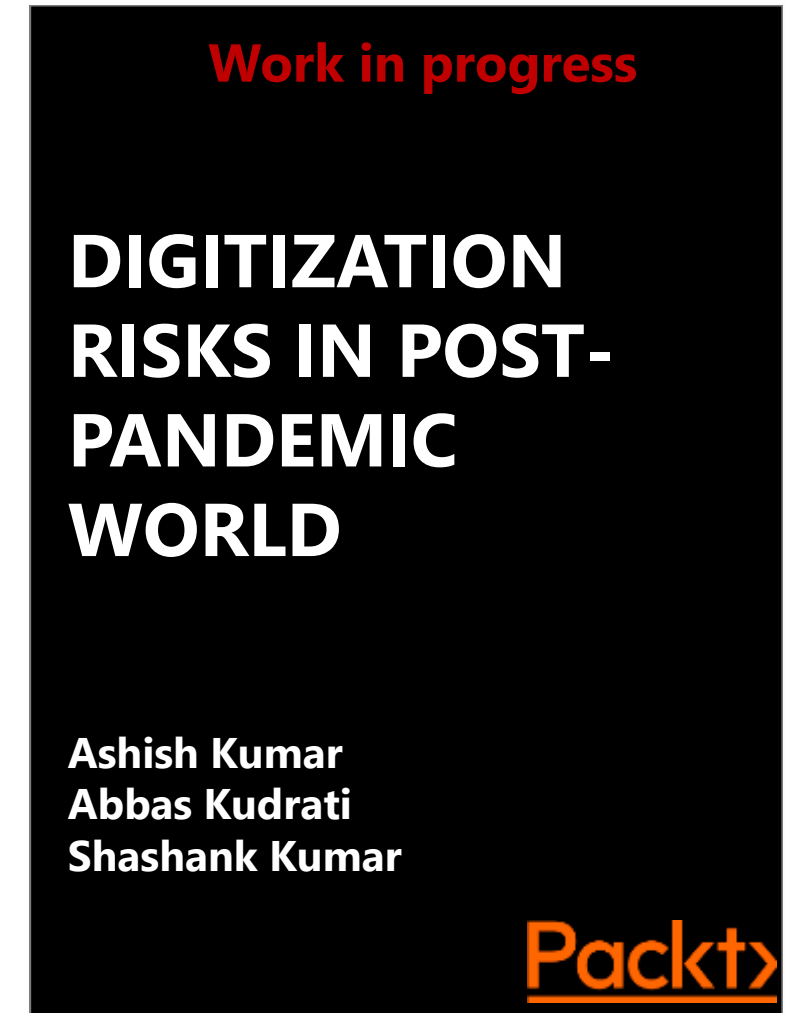 Work in progress
DIGITIZATION
RISKS IN POST-
PANDEMIC
WORLD
Ashish Kumar
Abbas Kudrati
Shashank Kumar
Packt>